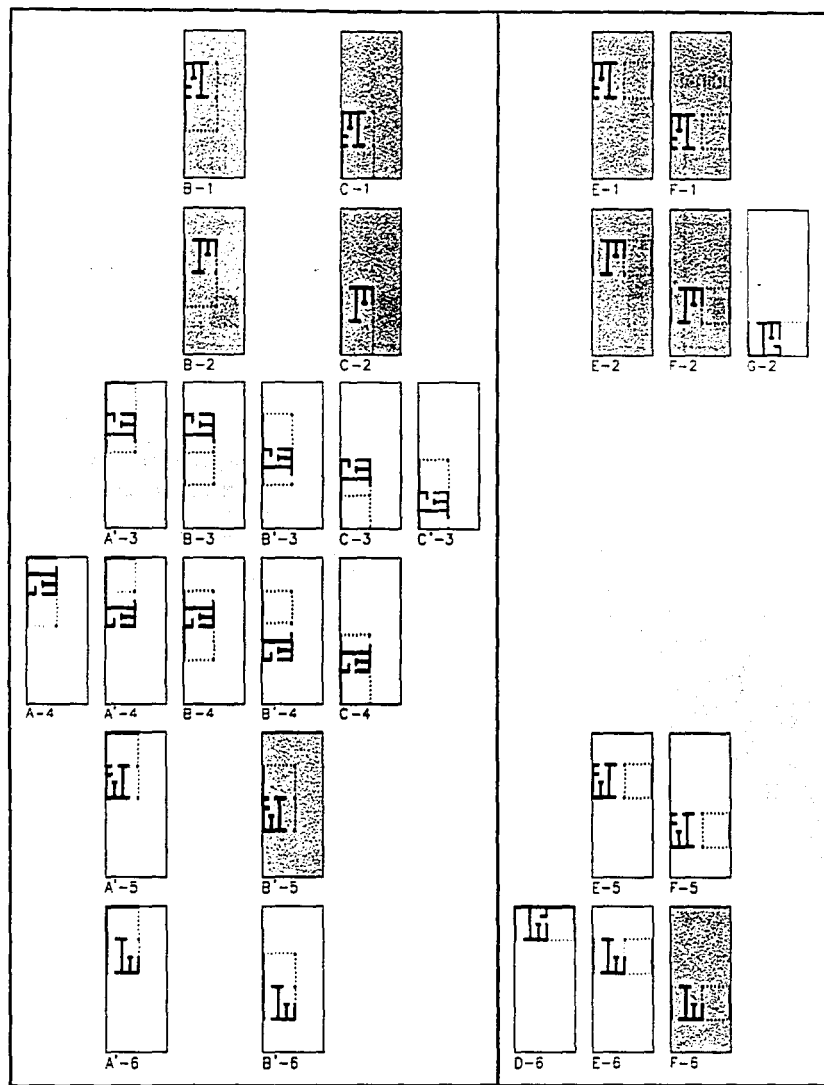 B-1 C-1 E-1 F-1
B-2 C-2 E-2 F-2 G-2
A'-3 B-3 B'-3 C-3 C'-3
A-4 A'-4 B-4 B'-4 C-4
A'-5 B'-5 E-5 F-5
A'-6 B'-6 D-6 E-6 F-6